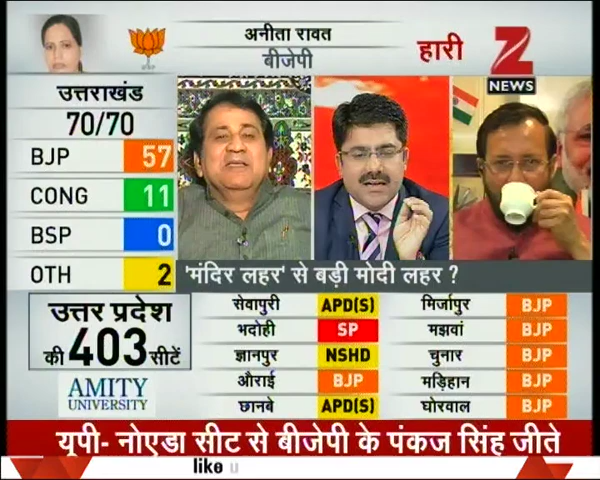 अनीता रावत
बीजेपी
हारी
Z
NEWS
उत्तराखंड
70/70
BJP 57
CONG 11
BSP 0
OTH 2
'मंदिर लहर' से बड़ी मोदी लहर ?
उत्तर प्रदेश
की 403 सीटें
सेवापुरी APD(S) मिर्जापुर BJP
भदोही SP मझवां BJP
ज्ञानपुर NSHD चुनार BJP
औराई BJP मड़िहान BJP
छानबे APD(S) घोरवाल BJP
AMITY
UNIVERSITY
यूपी- नोएडा सीट से बीजेपी के पंकज सिंह जीते
like u